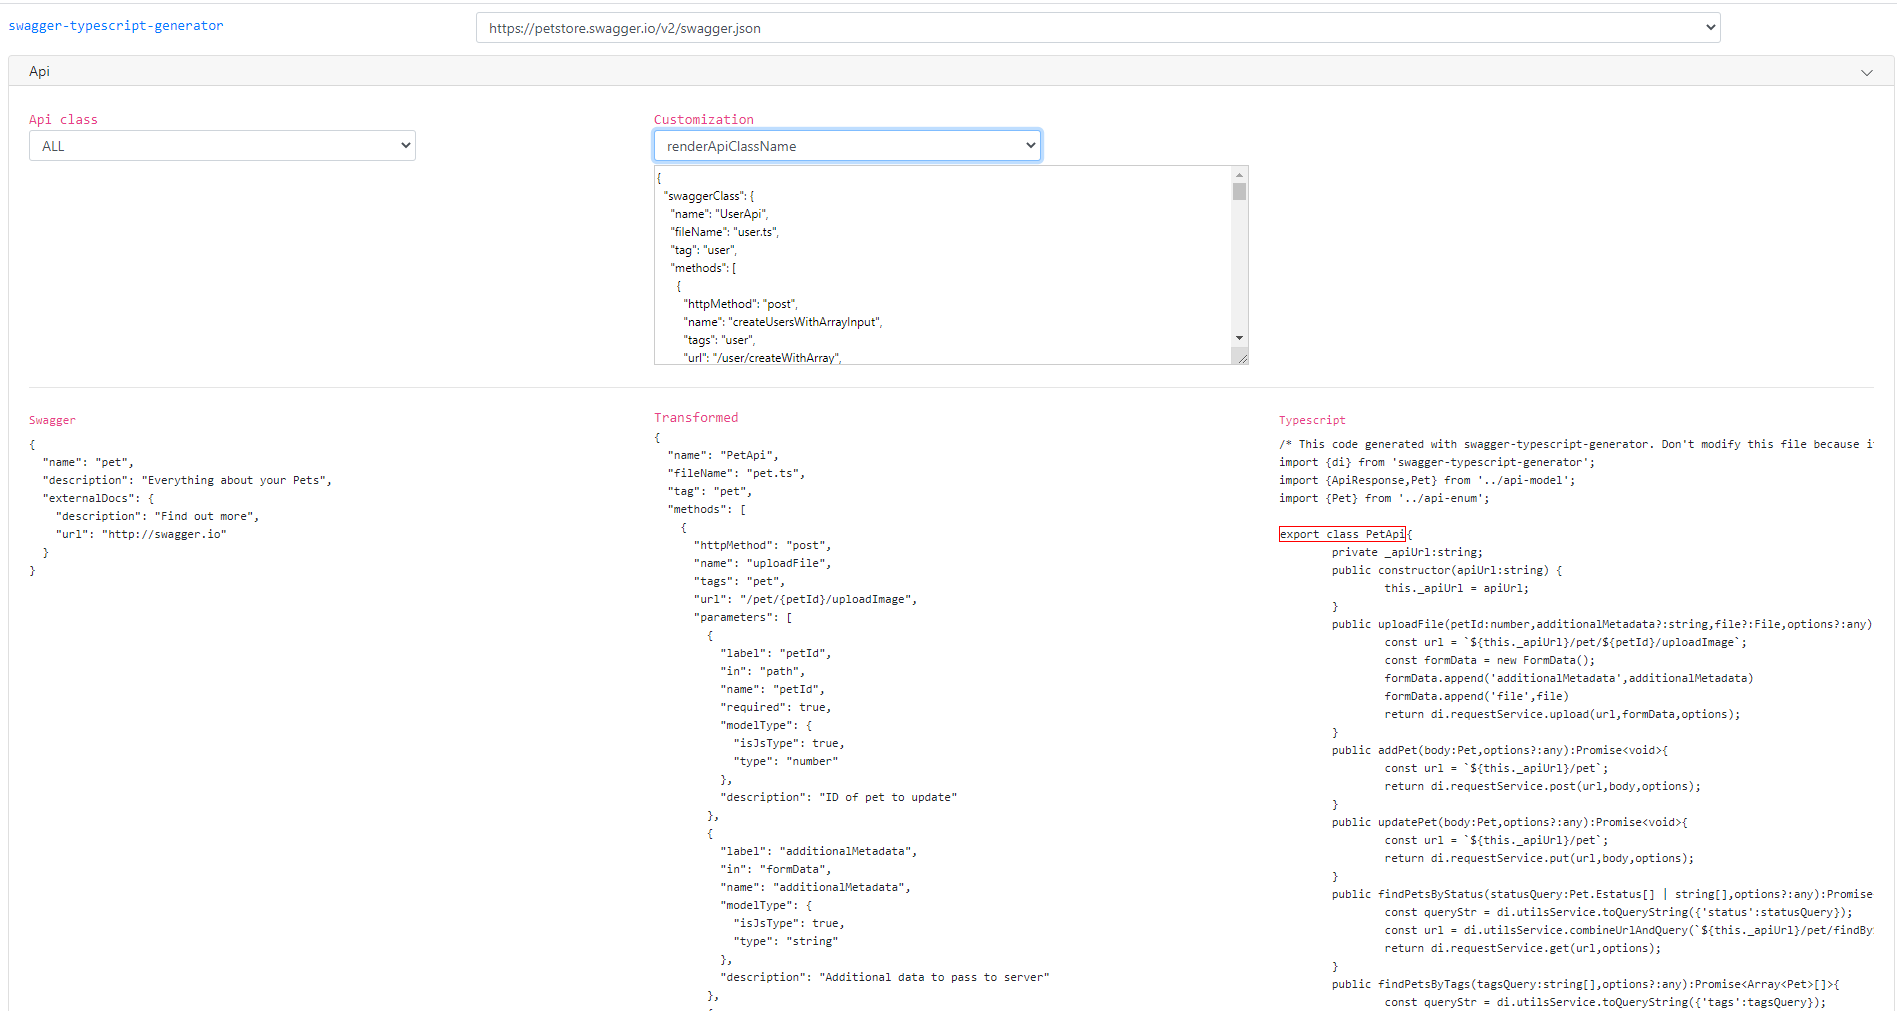 swagger-typescript-generator
https://petstore.swagger.io/v2/swagger.json
Api
Api class
ALL
Customization
renderApiClassName
{
"swaggerClass": {
"name": "UserApi",
"fileName": "user.ts",
"tag": "user",
"methods": [
{
"httpMethod": "post",
"name": "createUsersWithArrayInput",
"tags": "user",
"url": "/user/createWithArray",
Swagger
{
"name": "pet",
"description": "Everything about your Pets",
"externalDocs": {
"description": "Find out more",
"url": "http://swagger.io"
}
}
Transformed
{
"name": "PetApi",
"fileName": "pet.ts",
"tag": "pet",
"methods": [
{
"httpMethod": "post",
"name": "uploadFile",
"tags": "pet",
"url": "/pet/{petId}/uploadImage",
"parameters": [
{
"label": "petId",
"in": "path",
"name": "petId",
"required": true,
"modelType": {
"isJsType": true,
"type": "number"
},
"description": "ID of pet to update"
},
{
"label": "additionalMetadata",
"in": "formData",
"name": "additionalMetadata",
"modelType": {
"isJsType": true,
"type": "string"
},
"description": "Additional data to pass to server"
},
Typescript
/* This code generated with swagger-typescript-generator. Don't modify this file because
import {di} from 'swagger-typescript-generator';
import {ApiResponse,Pet} from '../api-model';
import {Pet} from '../api-enum';
export class PetApi{
private _apiUrl:string;
public constructor(apiUrl:string) {
this._apiUrl = apiUrl;
}
public uploadFile(petId:number,additionalMetadata?:string,file?:File,options?:any)
const url = `${this._apiUrl}/pet/${petId}/uploadImage`;
const formData = new FormData();
formData.append('additionalMetadata',additionalMetadata)
formData.append('file',file)
return di.requestService.upload(url,formData,options);
}
public addPet(body:Pet,options?:any):Promise<void>{
const url = `${this._apiUrl}/pet`;
return di.requestService.post(url,body,options);
}
public updatePet(body:Pet,options?:any):Promise<void>{
const url = `${this._apiUrl}/pet`;
return di.requestService.put(url,body,options);
}
public findPetsByStatus(statusQuery:Pet.Estatus[] | string[],options?:any):Promise
const queryStr = di.utilsService.toQueryString({'status':statusQuery});
const url = di.utilsService.combineUrlAndQuery(`${this._apiUrl}/pet/findBy
return di.requestService.get(url,options);
}
public findPetsByTags(tagsQuery:string[],options?:any):Promise<Array<Pet>[]>{
const queryStr = di.utilsService.toQueryString({'tags':tagsQuery});